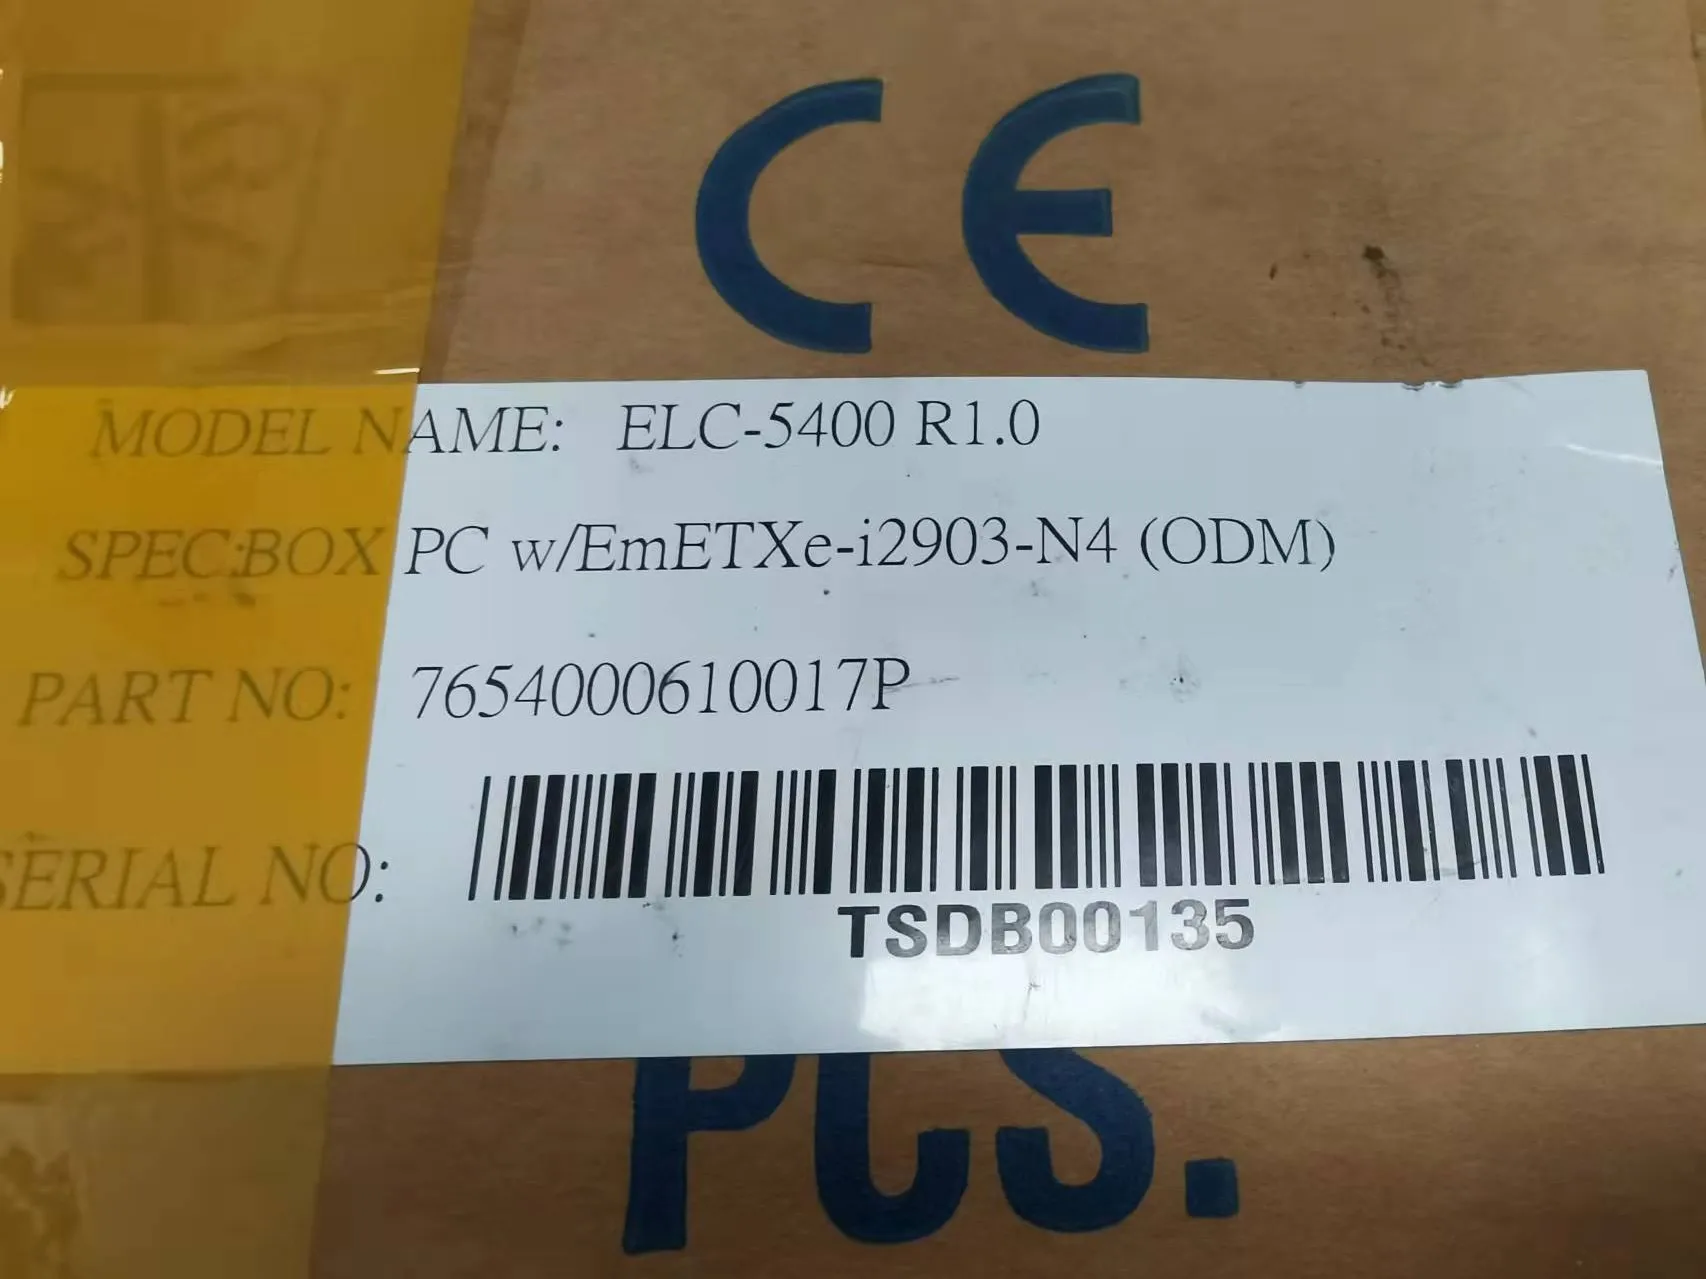 CE
MODEL NAME: ELC-5400 R1.0
SPEC:BOX PC w/EmETXe-i2903-N4 (ODM)
PART NO: 7654000610017P
SERIAL NO:
TSDB00135
PCS.